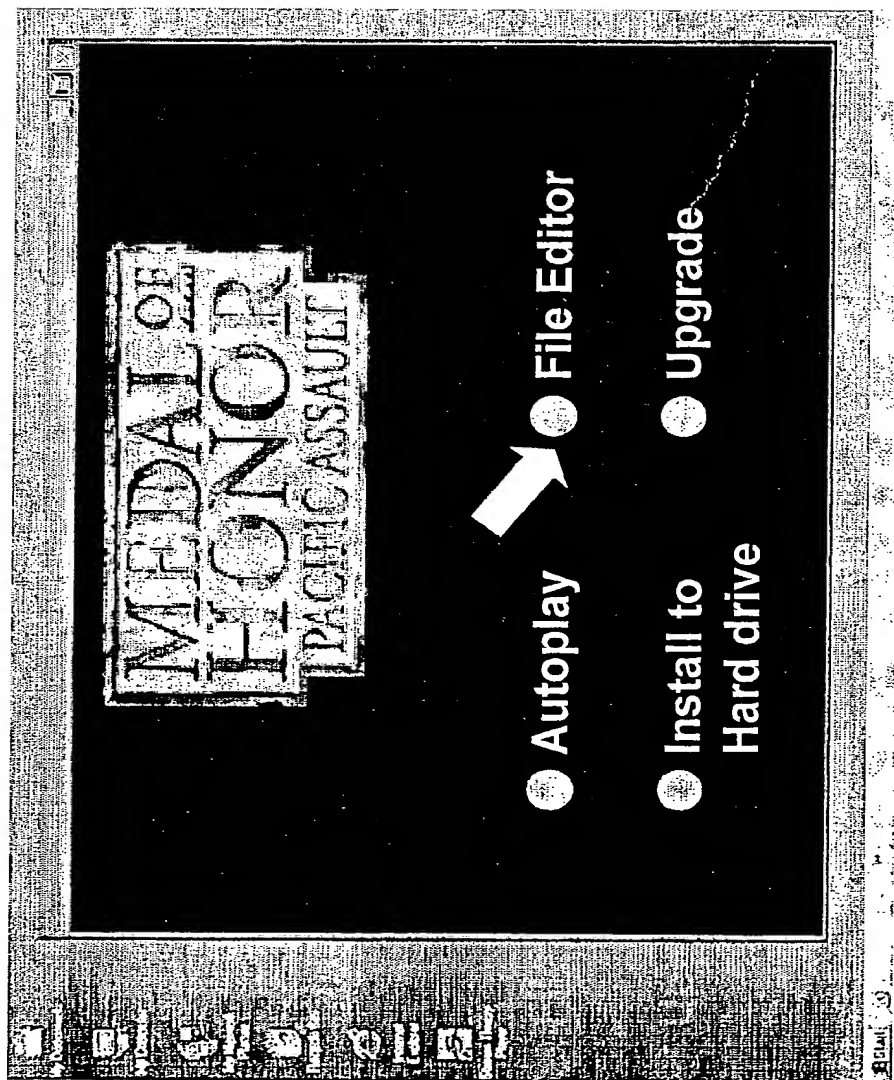 MEDAL OF
HONOR
PACIFIC ASSAULT
Autoplay
File Editor
Install to
Hard drive
Upgrade